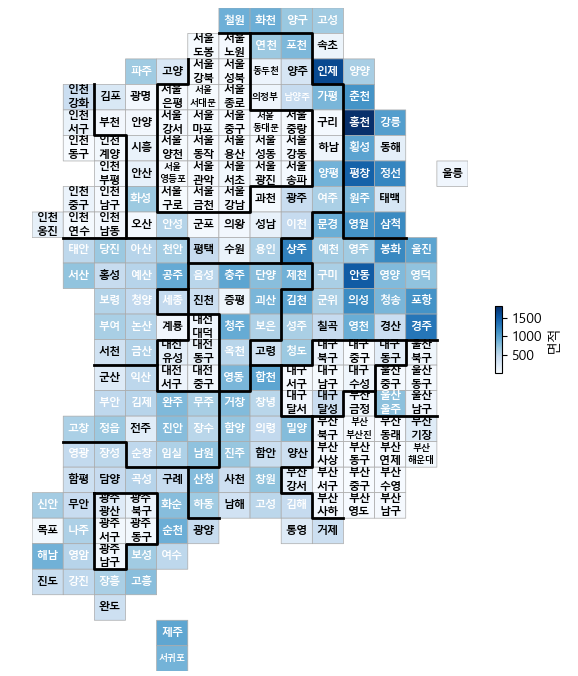 철원 화천 양구 고성
서울 도봉 서울 노원 연천 포천 속초
파주 고양 서울 강북 서울 성북 동두천 양주 인제 양양
인천 강화 김포 광명 서울 은평 서울 서대문 서울 종로 의정부 남양주 가평 춘천
인천 서구 부천 안양 서울 강서 서울 마포 서울 중구 서울 동대문 서울 중랑 구리 홍천 강릉
인천 동구 인천 계양 시흥 서울 양천 서울 동작 서울 용산 서울 성동 서울 강동 하남 횡성 동해
인천 부평 안산 서울 영등포 서울 관악 서울 서초 서울 광진 서울 송파 양평 평창 정선 울릉
인천 중구 인천 남구 화성 서울 구로 서울 금천 서울 강남 과천 광주 여주 원주 태백
인천 옹진 인천 연수 인천 남동 오산 안성 군포 의왕 성남 이천 문경 영월 삼척
태안 당진 아산 천안 평택 수원 용인 상주 예천 영주 봉화 울진
서산 홍성 예산 공주 음성 충주 단양 제천 구미 안동 영양 영덕
보령 청양 세종 진천 증평 괴산 김천 군위 의성 청송 포항
부여 논산 계룡 대전 대덕 청주 보은 성주 칠곡 영천 경산 경주
서천 금산 대전 유성 대전 동구 옥천 고령 청도 대구 북구 대구 중구 대구 동구 울산 북구
군산 익산 대전 서구 대전 중구 영동 합천 대구 서구 대구 남구 대구 수성 울산 중구 울산 동구
부안 김제 완주 무주 거창 창녕 대구 달서 대구 달성 부산 금정 울산 울주 울산 남구
고창 정읍 전주 진안 장수 함양 의령 밀양 부산 북구 부산 부산진 부산 동래 부산 기장
영광 장성 순창 임실 남원 진주 함안 양산 부산 사상 부산 동구 부산 연제 부산 해운대
함평 담양 곡성 구례 산청 사천 창원 부산 강서 부산 서구 부산 중구 부산 수영
신안 무안 광주 광산 광주 북구 화순 하동 남해 고성 김해 부산 사하 부산 영도 부산 남구
목포 나주 광주 서구 광주 동구 순천 광양 통영 거제
해남 영암 광주 남구 보성 여수
진도 강진 장흥 고흥
완도
제주
서귀포
1500
1000
500
면적